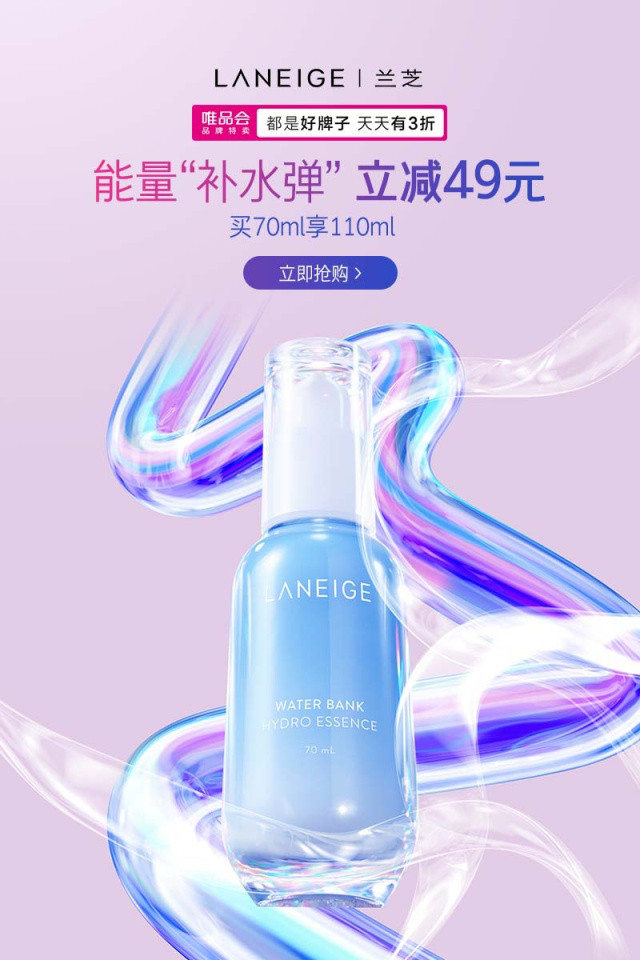 LANEIGE | 兰芝
唯品会
品牌特卖
都是好牌子 天天有3折
能量“补水弹” 立减49元
买70ml享110ml
立即抢购 >
LANEIGE
WATER BANK
HYDRO ESSENCE
70 mL